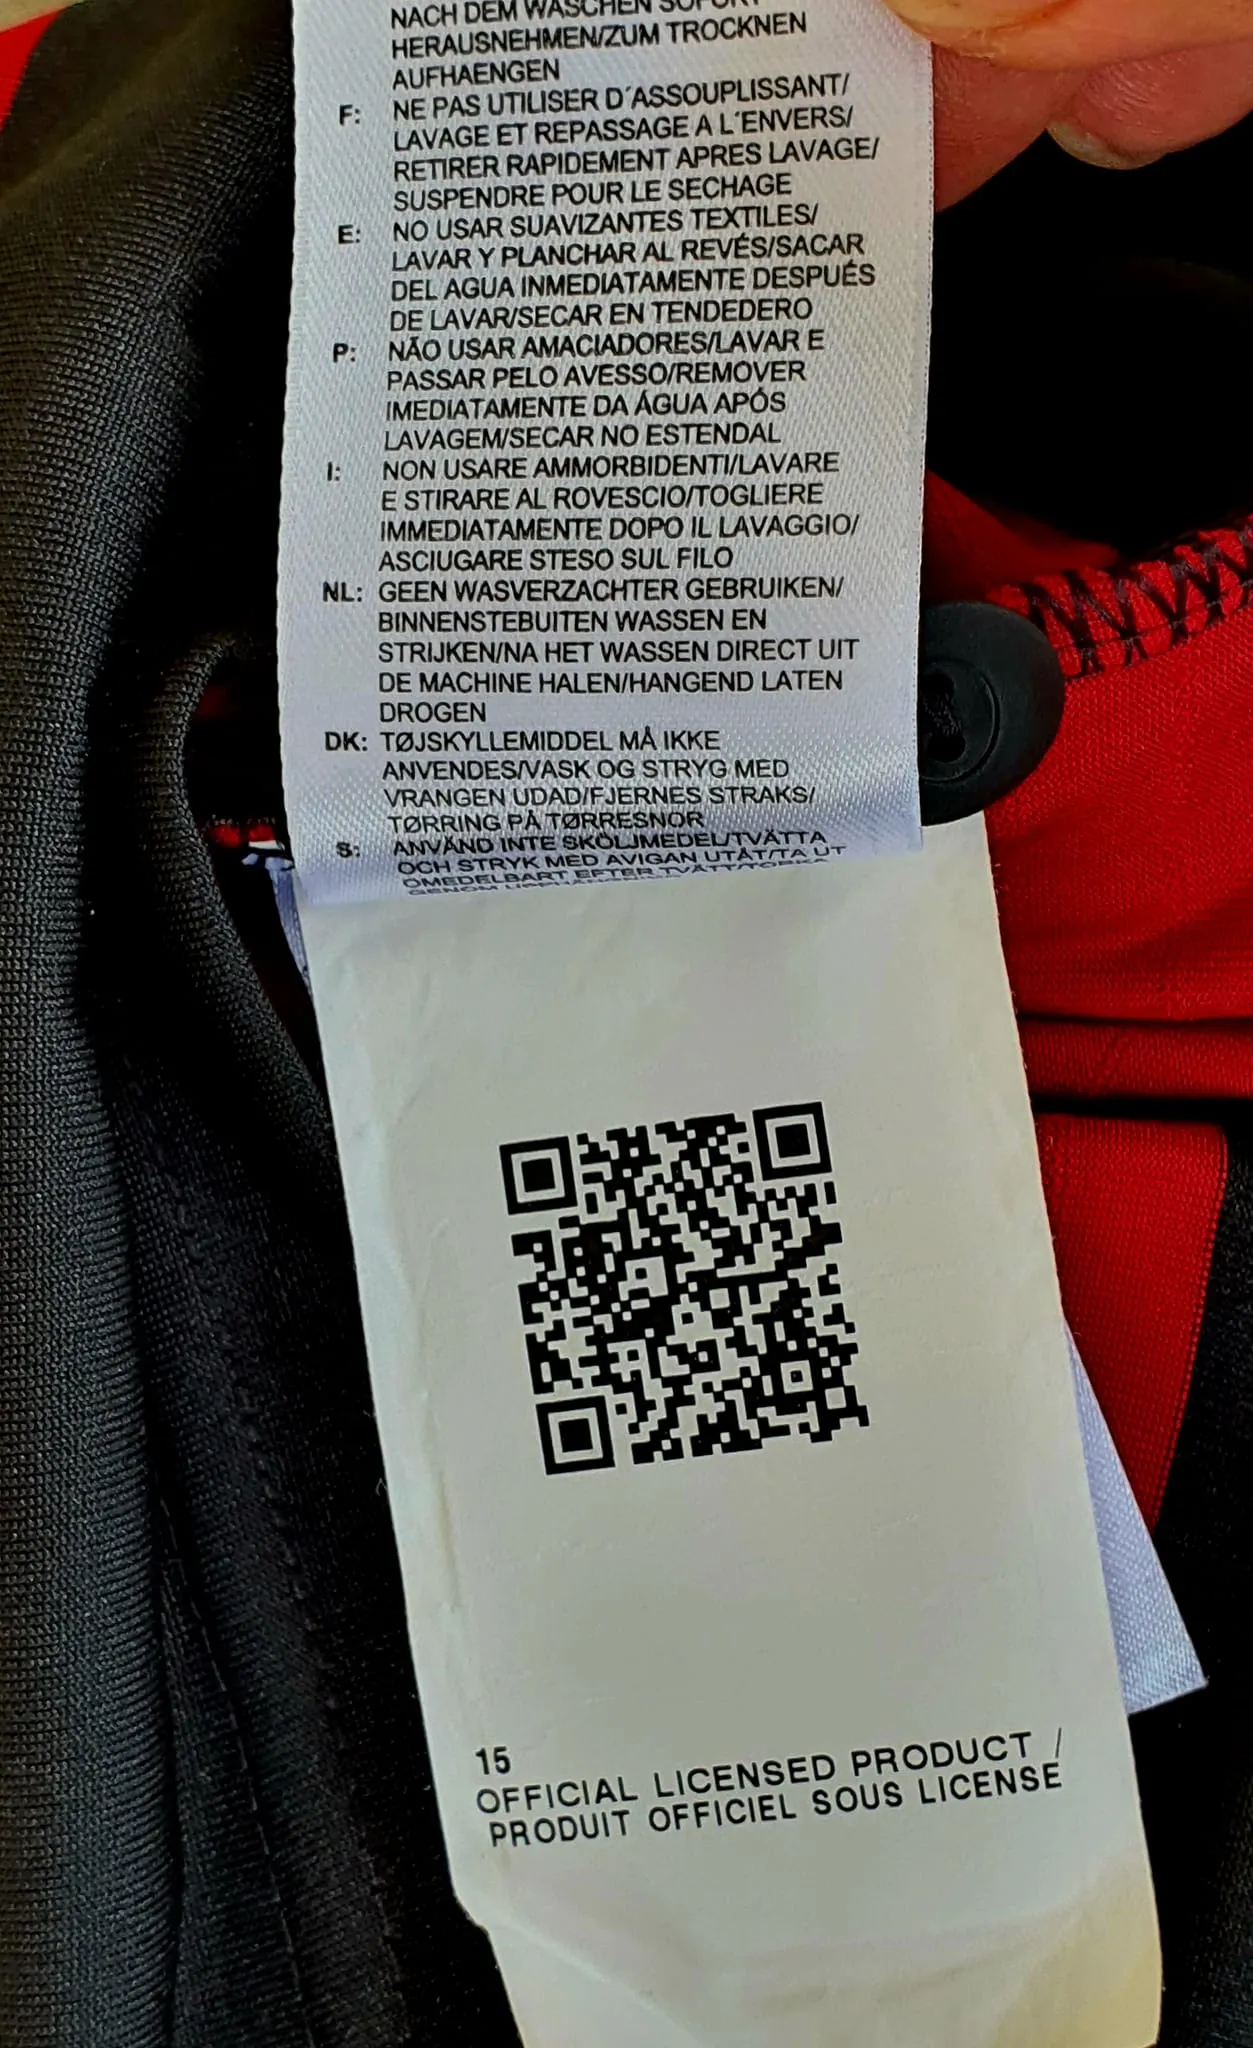 NACH DEM WASCHEN SOFORT
HERAUSNEHMEN/ZUM TROCKNEN
AUFHAENGEN
F: NE PAS UTILISER D´ASSOUPLISSANT/
LAVAGE ET REPASSAGE A L´ENVERS/
RETIRER RAPIDEMENT APRES LAVAGE/
SUSPENDRE POUR LE SECHAGE
E: NO USAR SUAVIZANTES TEXTILES/
LAVAR Y PLANCHAR AL REVÉS/SACAR
DEL AGUA INMEDIATAMENTE DESPUÉS
DE LAVAR/SECAR EN TENDEDERO
P: NÃO USAR AMACIADORES/LAVAR E
PASSAR PELO AVESSO/REMOVER
IMEDIATAMENTE DA ÁGUA APÓS
LAVAGEM/SECAR NO ESTENDAL
I: NON USARE AMMORBIDENTI/LAVARE
E STIRARE AL ROVESCIO/TOGLIERE
IMMEDIATAMENTE DOPO IL LAVAGGIO/
ASCIUGARE STESO SUL FILO
NL: GEEN WASVERZACHTER GEBRUIKEN/
BINNENSTEBUITEN WASSEN EN
STRIJKEN/NA HET WASSEN DIRECT UIT
DE MACHINE HALEN/HANGEND LATEN
DROGEN
DK: TØJSKYLLEMIDDEL MÅ IKKE
ANVENDES/VASK OG STRYG MED
VRANGEN UDAD/FJERNES STRAKS/
TØRRING PÅ TØRRESNOR
S: ANVÄND INTE SKÖLJMEDEL/TVÄTTA
OCH STRYK MED AVIGAN UTÅT/TA UT
OMEDELBART EFTER TVÄTT/TORKA
GENOM
15
OFFICIAL LICENSED PRODUCT /
PRODUIT OFFICIEL SOUS LICENSE